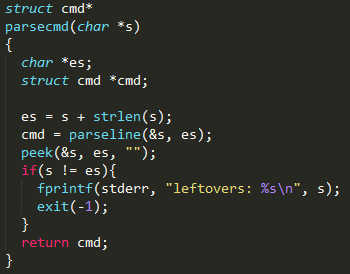 struct cmd*
parsecmd(char *s)
{
  char *es;
  struct cmd *cmd;

  es = s + strlen(s);
  cmd = parseline(&s, es);
  peek(&s, es, "");
  if(s != es){
    fprintf(stderr, "leftovers: %s\n", s);
    exit(-1);
  }
  return cmd;
}